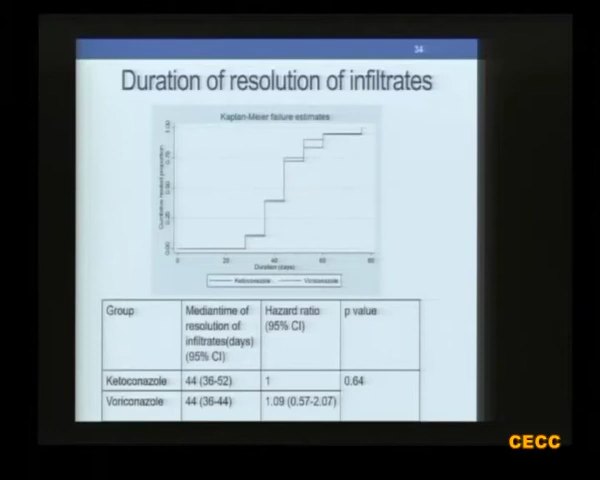 34
Duration of resolution of infiltrates
Kaplan-Meier failure estimates
1.00
0.75
0.50
0.25
0.00
0 20 40 60 80
Duration (days)
Ketoconazole Voriconazole
Group Mediantime of resolution of infiltrates(days) (95% CI) Hazard ratio (95% CI) p value
Ketoconazole 44 (36-52) 1 0.64
Voriconazole 44 (36-44) 1.09 (0.57-2.07)
CECC